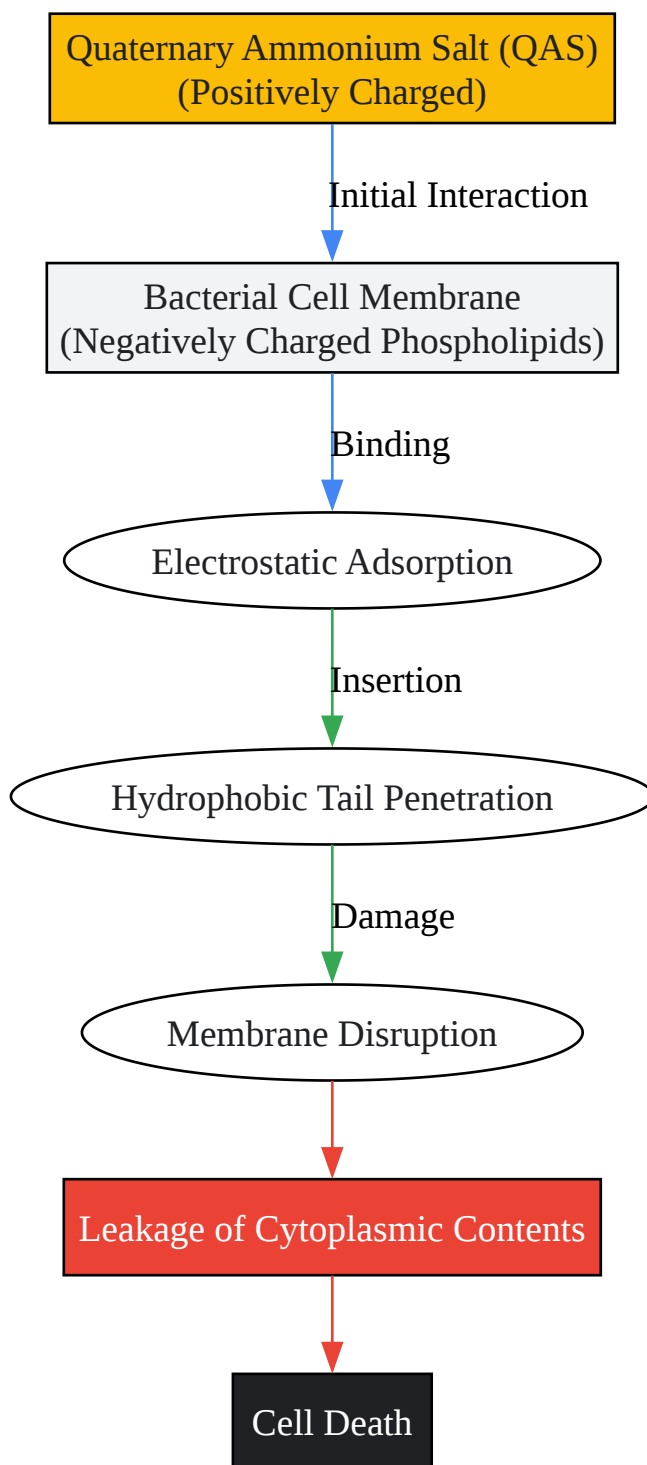 Quaternary Ammonium Salt (QAS)
(Positively Charged)
Initial Interaction
Bacterial Cell Membrane
(Negatively Charged Phospholipids)
Binding
Electrostatic Adsorption
Insertion
Hydrophobic Tail Penetration
Damage
Membrane Disruption
Leakage of Cytoplasmic Contents
Cell Death